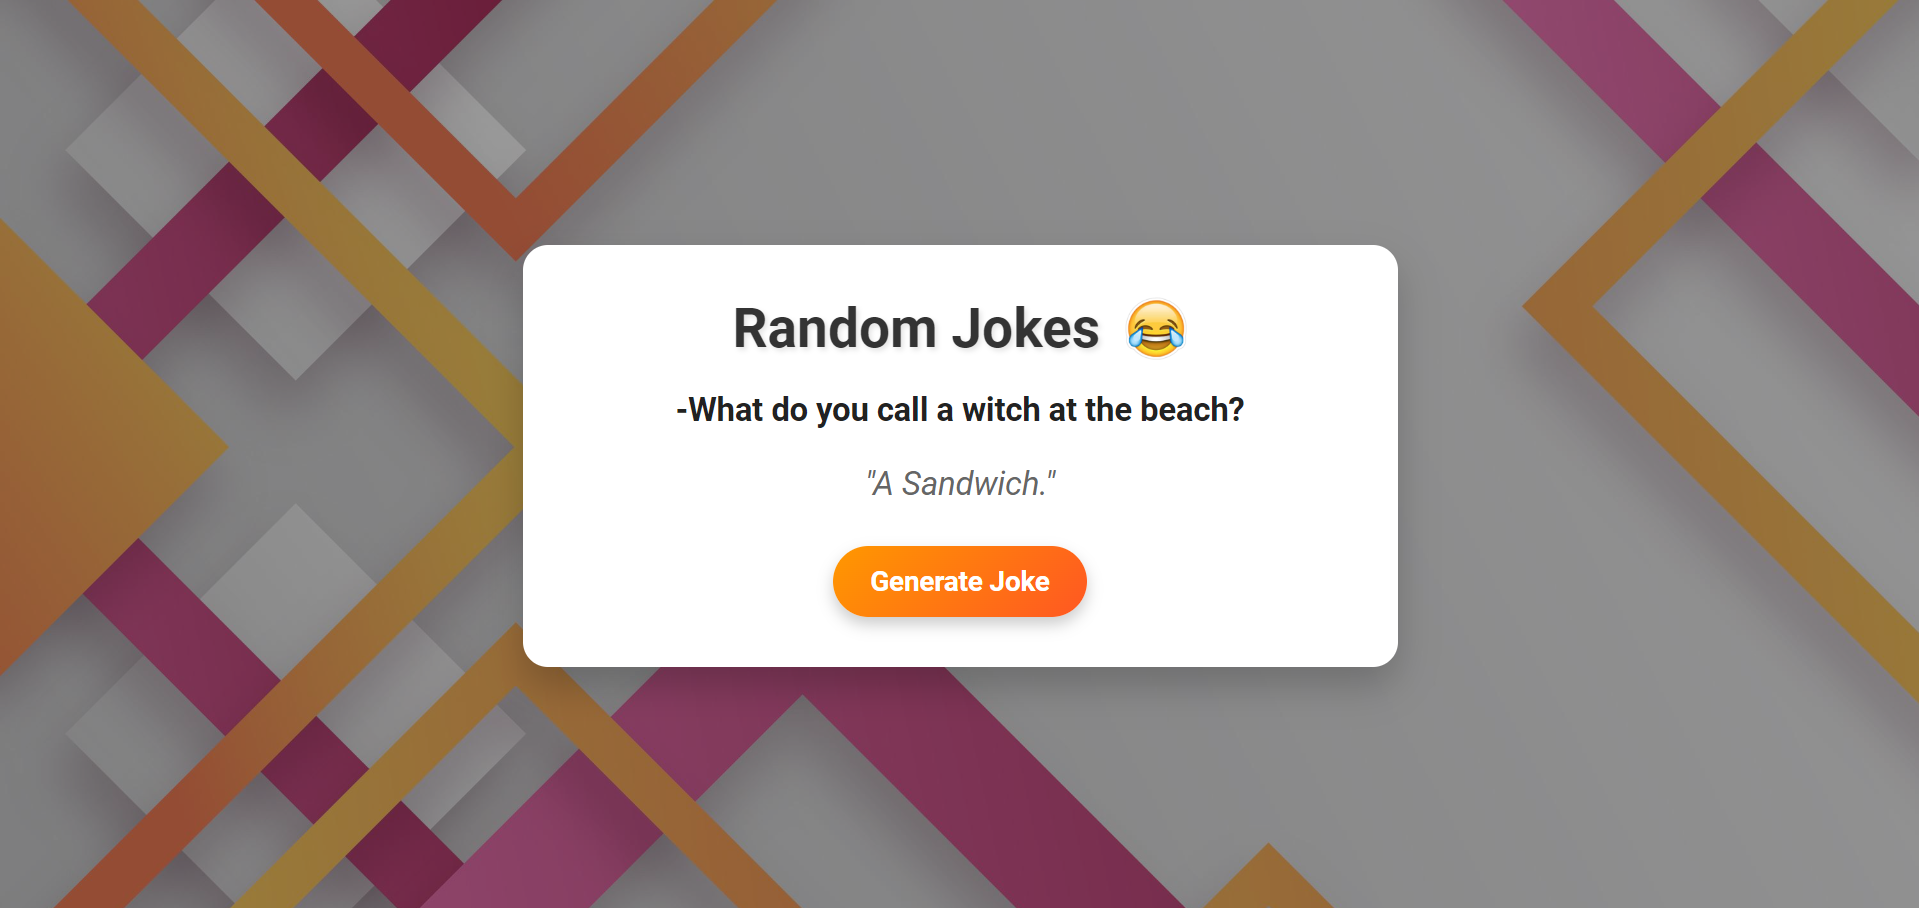 Random Jokes 😂
-What do you call a witch at the beach?
"A Sandwich."
Generate Joke